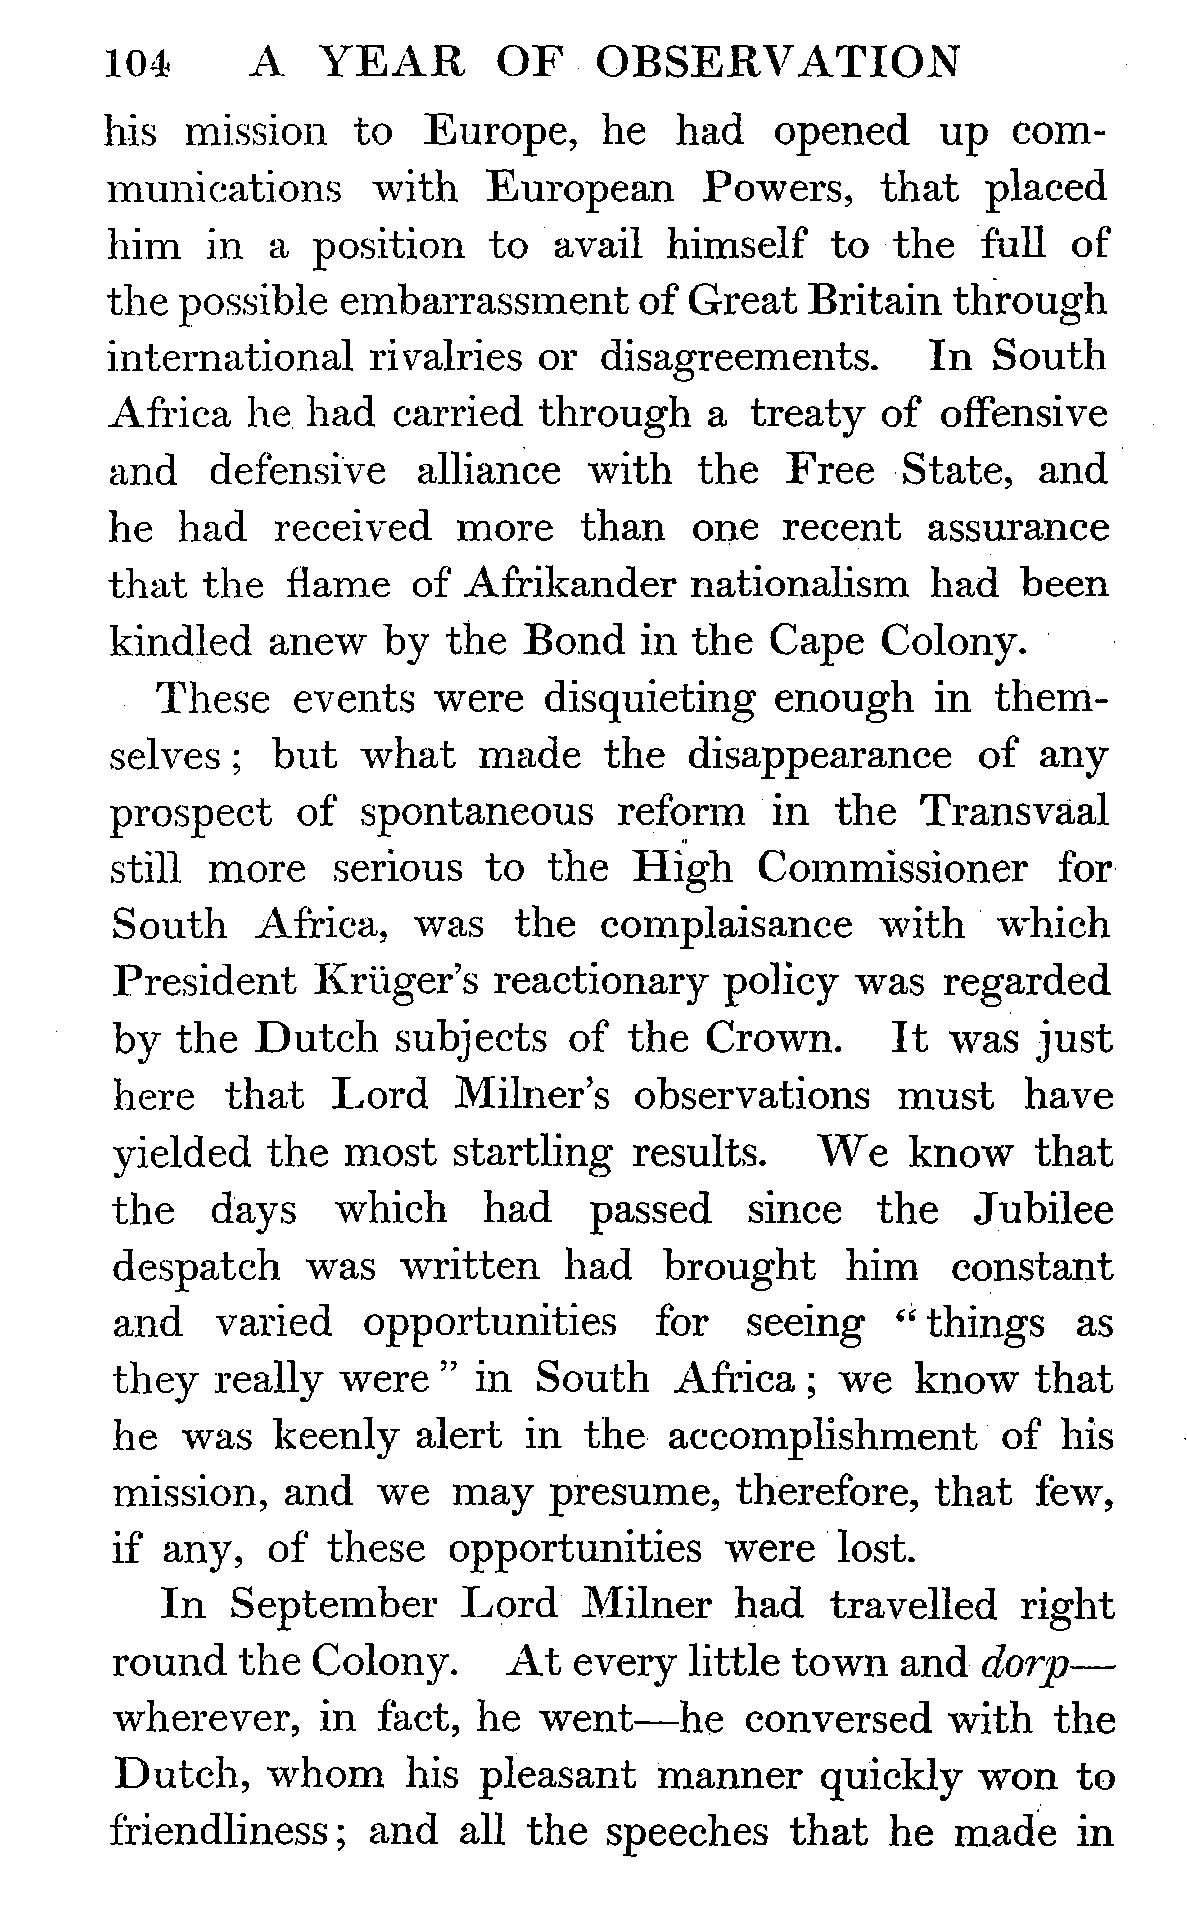 104 A YEAR OF OBSERVATION
his mission to Europe, he had opened up com-
munications with European Powers, that placed
him in a position to avail himself to the full of
the possible embarrassment of Great Britain through
international rivalries or disagreements. In South
Africa he had carried through a treaty of offensive
and defensive alliance with the Free State, and
he had received more than one recent assurance
that the flame of Afrikander nationalism had been
kindled anew by the Bond in the Cape Colony.
These events were disquieting enough in them-
selves ; but what made the disappearance of any
prospect of spontaneous reform in the Transvaal
still more serious to the High Commissioner for
South Africa, was the complaisance with which
President Krüger's reactionary policy was regarded
by the Dutch subjects of the Crown. It was just
here that Lord Milner's observations must have
yielded the most startling results. We know that
the days which had passed since the Jubilee
despatch was written had brought him constant
and varied opportunities for seeing “ things as
they really were ” in South Africa ; we know that
he was keenly alert in the accomplishment of his
mission, and we may presume, therefore, that few,
if any, of these opportunities were lost.
In September Lord Milner had travelled right
round the Colony. At every little town and dorp—
wherever, in fact, he went—he conversed with the
Dutch, whom his pleasant manner quickly won to
friendliness ; and all the speeches that he made in